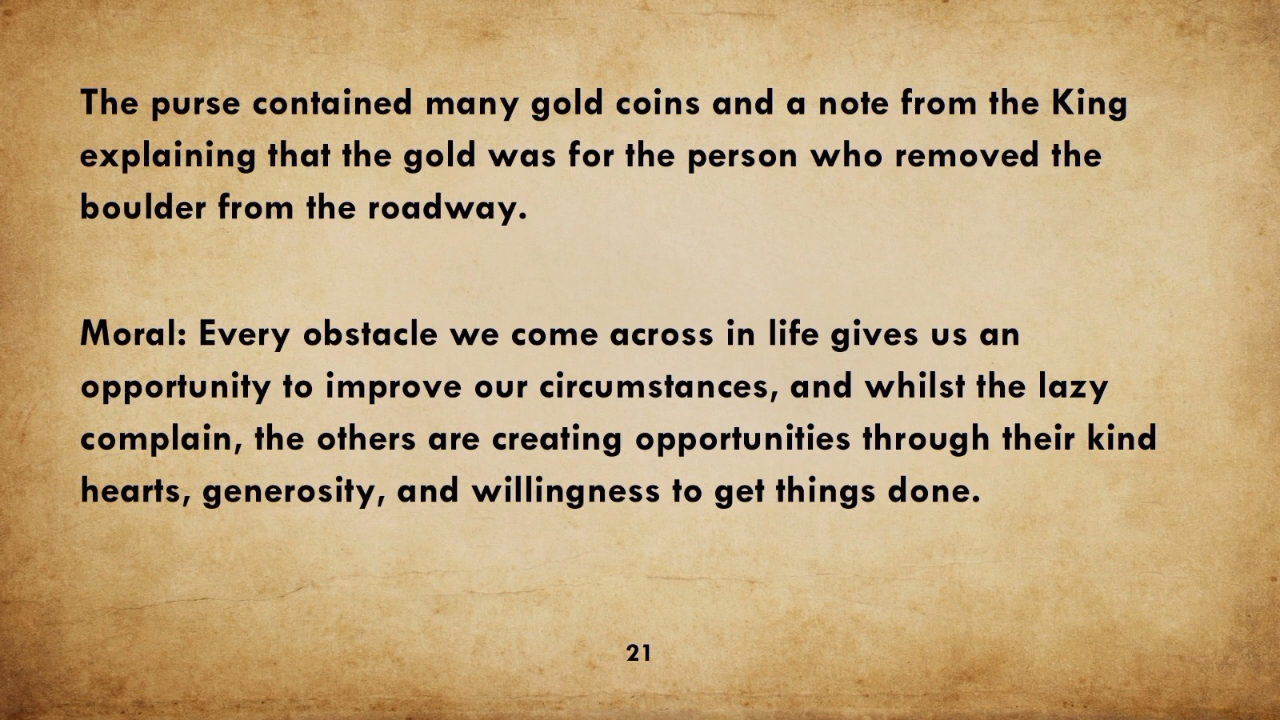 The purse contained many gold coins and a note from the King
explaining that the gold was for the person who removed the
boulder from the roadway.
Moral: Every obstacle we come across in life gives us an
opportunity to improve our circumstances, and whilst the lazy
complain, the others are creating opportunities through their kind
hearts, generosity, and willingness to get things done.
21